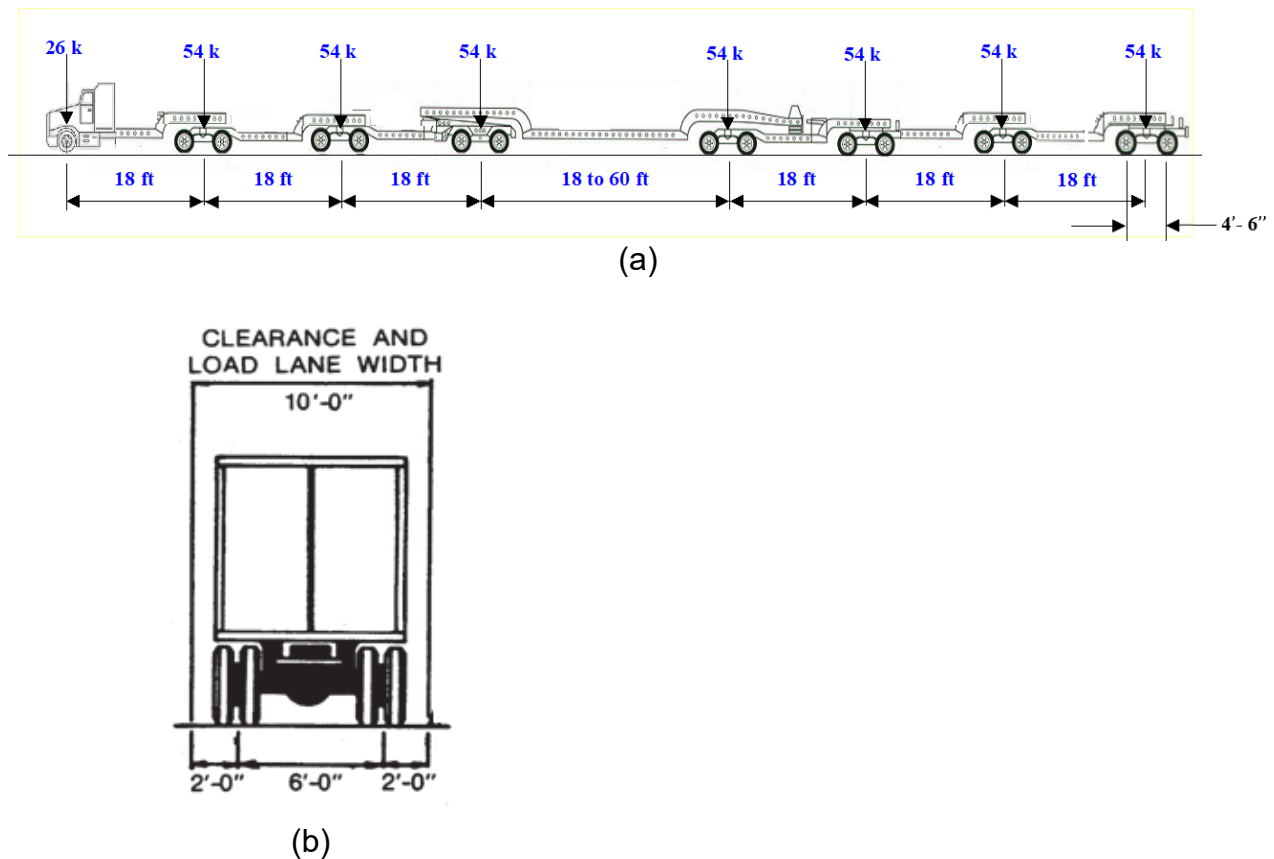 26 k 54 k 54 k 54 k 54 k 54 k 54 k 54 k
18 ft 18 ft 18 ft 18 to 60 ft 18 ft 18 ft 18 ft
4'- 6”
(a)
CLEARANCE AND
LOAD LANE WIDTH
10'-0"
2'-0" 6'-0" 2'-0"
(b)